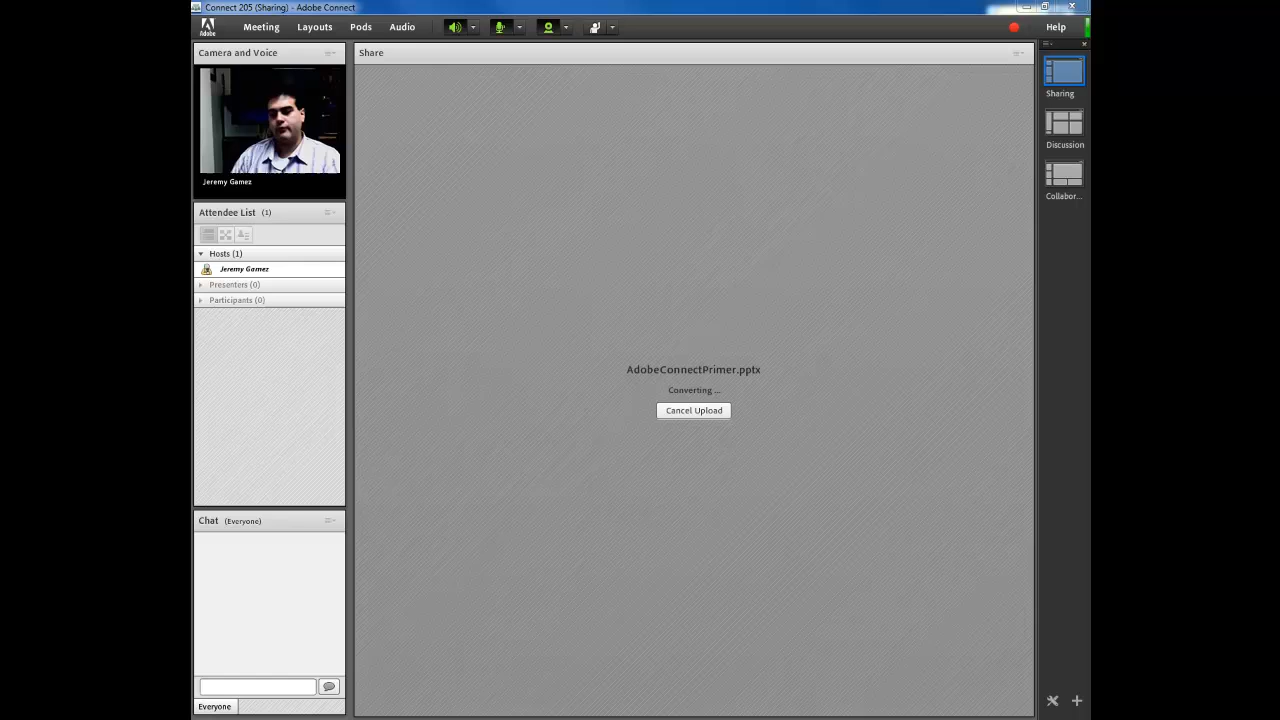 Connect 205 (Sharing) - Adobe Connect
Adobe
Meeting
Layouts
Pods
Audio
Help
Camera and Voice
Jeremy Gamez
Attendee List (1)
Hosts (1)
Jeremy Gamez
Presenters (0)
Participants (0)
Chat (Everyone)
Everyone
Share
AdobeConnectPrimer.pptx
Converting ...
Cancel Upload
Sharing
Discussion
Collabor...